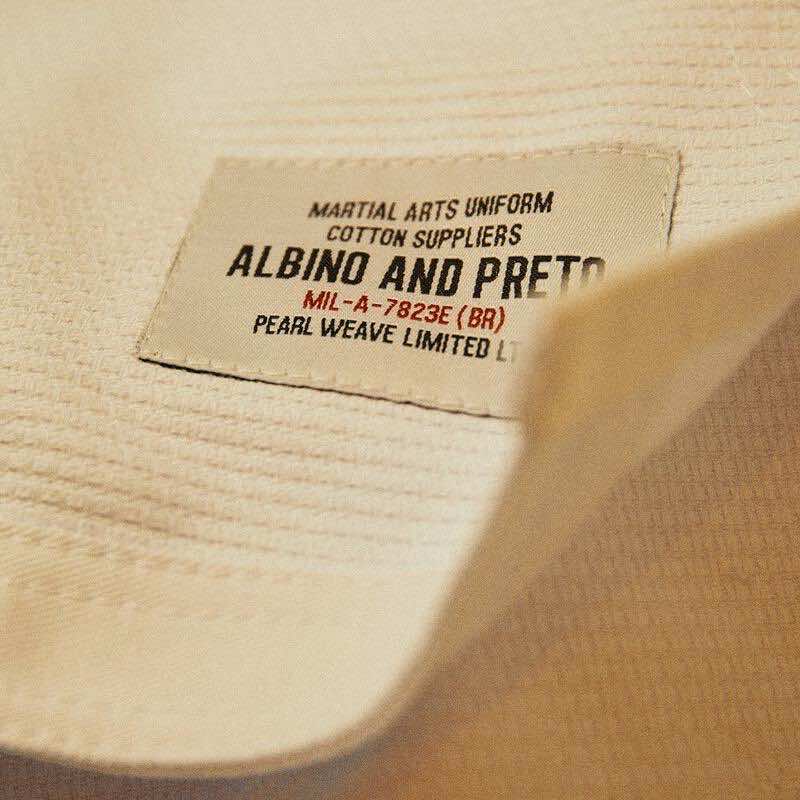 MARTIAL ARTS UNIFORM
COTTON SUPPLIERS
ALBINO AND PRETO
MIL-A-7823E (BR)
PEARL WEAVE LIMITED